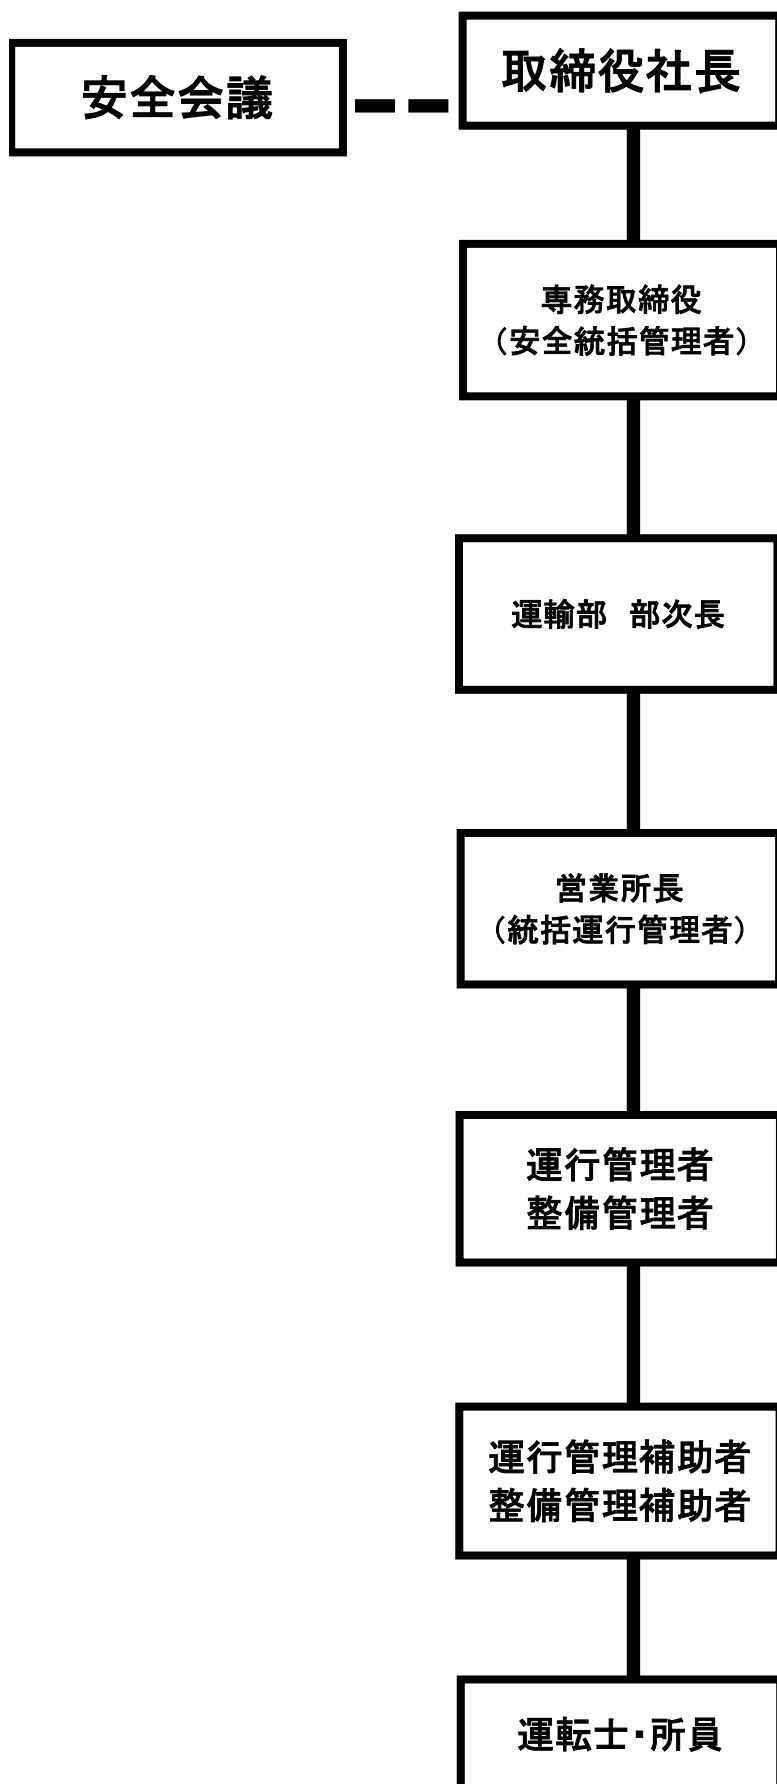 安全会議
取締役社長
専務取締役
（安全統括管理者）
運輸部　部次長
営業所長
（統括運行管理者）
運行管理者
整備管理者
運行管理補助者
整備管理補助者
運転士・所員